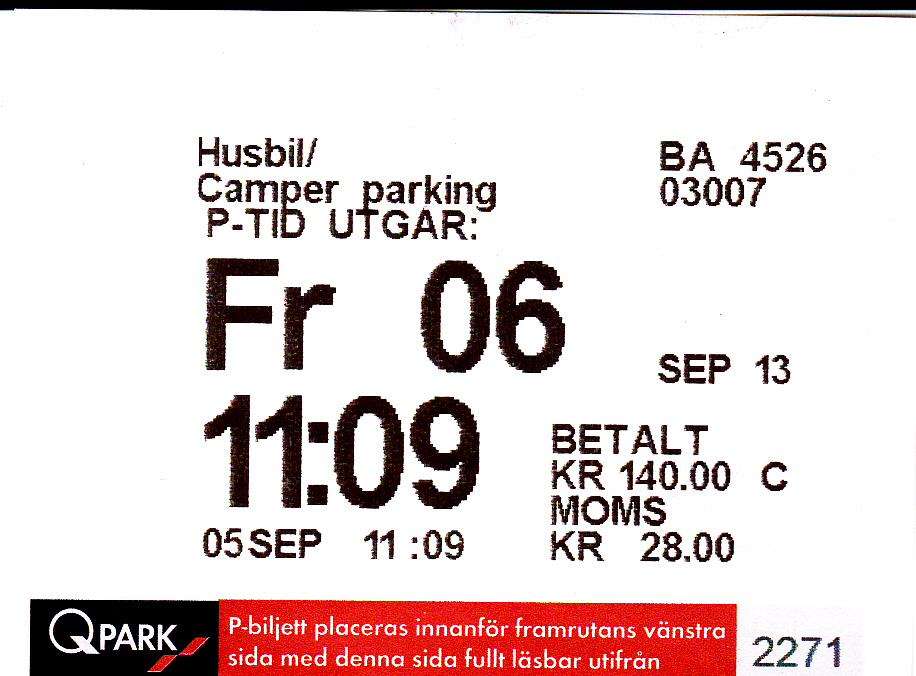 Husbil/
Camper parking
P-TID UTGAR:
BA 4526
03007
Fr 06
SEP 13
11:09
05 SEP 11:09
BETALT
KR 140.00 C
MOMS
KR 28.00
QPARK
P-biljett placeras innanför framrutans vänstra
sida med denna sida fullt läsbar utifrån
2271